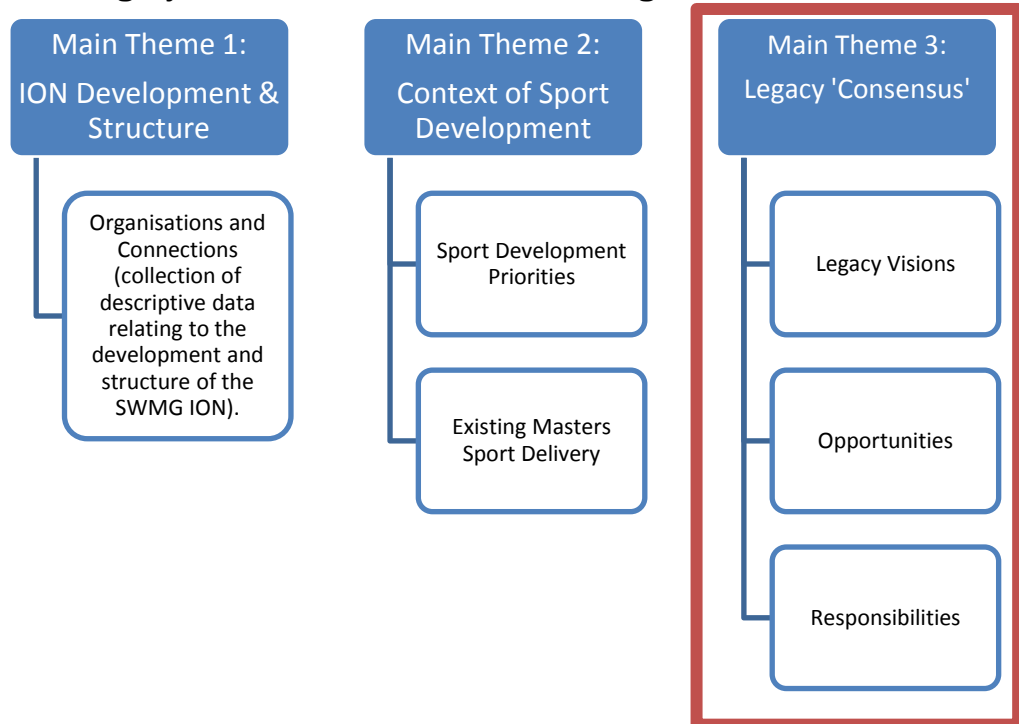 Main Theme 1:
ION Development &
Structure
Organisations and
Connections
(collection of
descriptive data
relating to the
development and
structure of the
SWMG ION).
Main Theme 2:
Context of Sport
Development
Sport Development
Priorities
Existing Masters
Sport Delivery
Main Theme 3:
Legacy 'Consensus'
Legacy Visions
Opportunities
Responsibilities